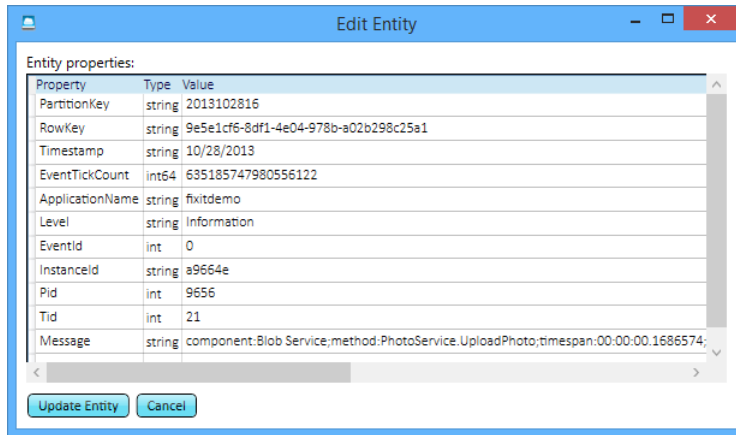 Edit Entity
Entity properties:
Property Type Value
PartitionKey string 2013102816
RowKey string 9e5e1cf6-8df1-4e04-978b-a02b298c25a1
Timestamp string 10/28/2013
EventTickCount int64 635185747980556122
ApplicationName string fixitdemo
Level string Information
EventId int 0
InstanceId string a9664e
Pid int 9656
Tid int 21
Message string component:Blob Service;method:PhotoService.UploadPhoto;timespan:00:00:00.1686574;
Update Entity Cancel